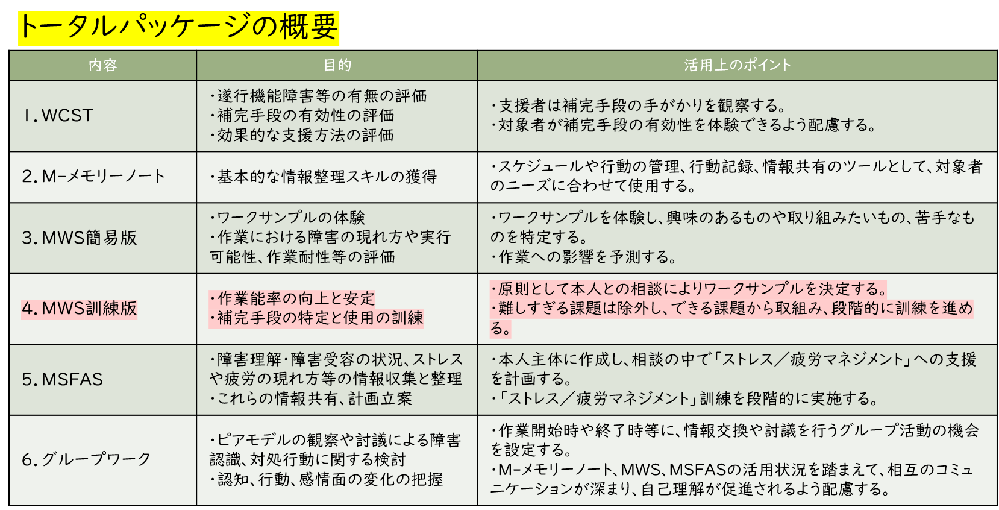 トータルパッケージの概要
内容
目的
活用上のポイント
1.WCST
・遂行機能障害等の有無の評価
・補完手段の有効性の評価
・効果的な支援方法の評価
・支援者は補完手段の手がかりを観察する。
・対象者が補完手段の有効性を体験できるよう配慮する。
2.M-メモリーノート
・基本的な情報整理スキルの獲得
・スケジュールや行動の管理、行動記録、情報共有のツールとして、対象者
のニーズに合わせて使用する。
3.MWS簡易版
・ワークサンプルの体験
・作業における障害の現れ方や実行
可能性、作業耐性等の評価
・ワークサンプルを体験し、興味のあるものや取り組みたいもの、苦手なも
のを特定する。
・作業への影響を予測する。
4.MWS訓練版
・作業能率の向上と安定
・補完手段の特定と使用の訓練
・原則として本人との相談によりワークサンプルを決定する。
・難しすぎる課題は除外し、できる課題から取組み、段階的に訓練を進め
る。
5.MSFAS
・障害理解・障害受容の状況、ストレス
や疲労の現れ方等の情報収集と整理
・これらの情報共有、計画立案
・本人主体に作成し、相談の中で「ストレス／疲労マネジメント」への支援
を計画する。
・「ストレス／疲労マネジメント」訓練を段階的に実施する。
6.グループワーク
・ピアモデルの観察や討議による障害
認識、対処行動に関する検討
・認知、行動、感情面の変化の把握
・作業開始時や終了時等に、情報交換や討議を行うグループ活動の機会
を設定する。
・M-メモリーノート、MWS、MSFASの活用状況を踏まえて、相互のコミュ
ニケーションが深まり、自己理解が促進されるよう配慮する。